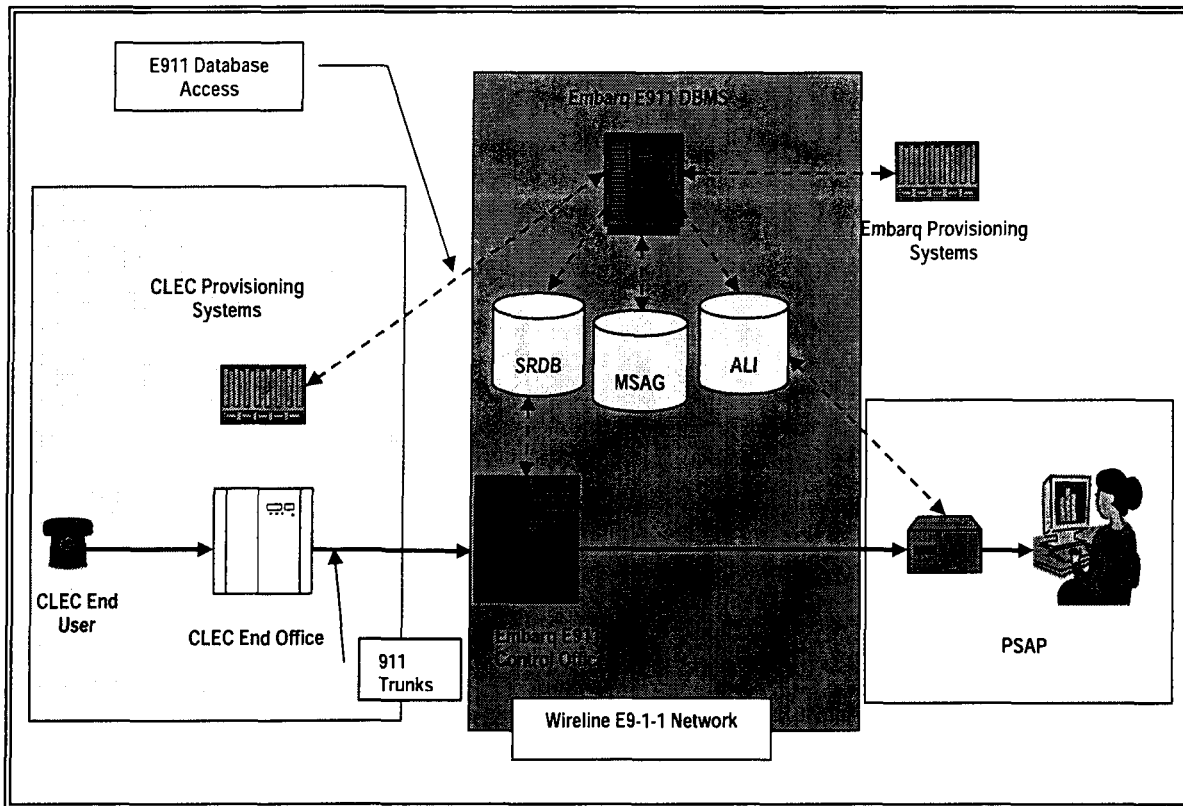 E911 Database
Access
Embarq E911 DBMS
Embarq Provisioning
Systems
CLEC Provisioning
Systems
SRDB
MSAG
ALI
CLEC End
User
CLEC End Office
911
Trunks
Embarq E911
Control Office
PSAP
Wireline E9-1-1 Network